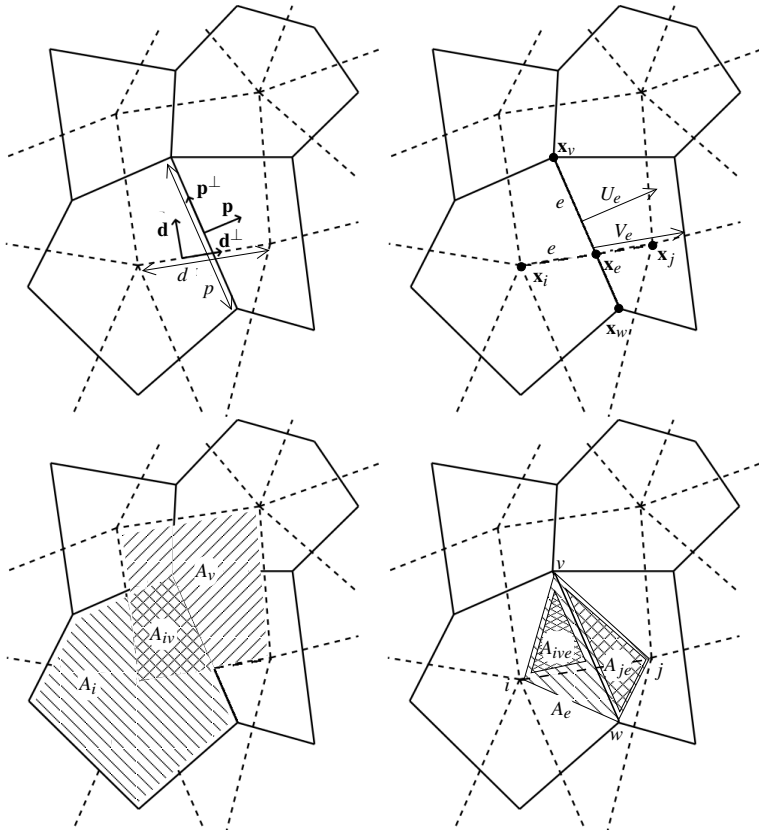 p⊥
p
d
d⊥
d
p
x_v
U_e
e
V_e
e
x_e
x_j
x_i
x_w
A_v
A_iv
A_i
v
A_ive
A_je
i
j
A_e
w